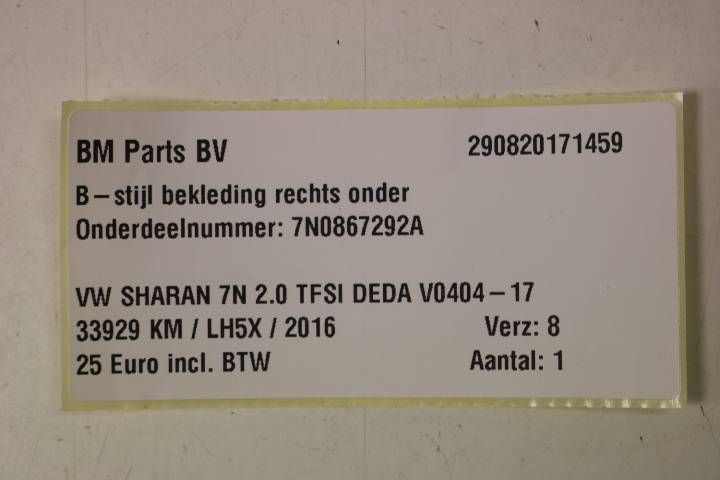 BM Parts BV 290820171459
B-stijl bekleding rechts onder
Onderdeelnummer: 7N0867292A
VW SHARAN 7N 2.0 TFSI DEDA V0404-17
33929 KM / LH5X / 2016 Verz: 8
25 Euro incl. BTW Aantal: 1